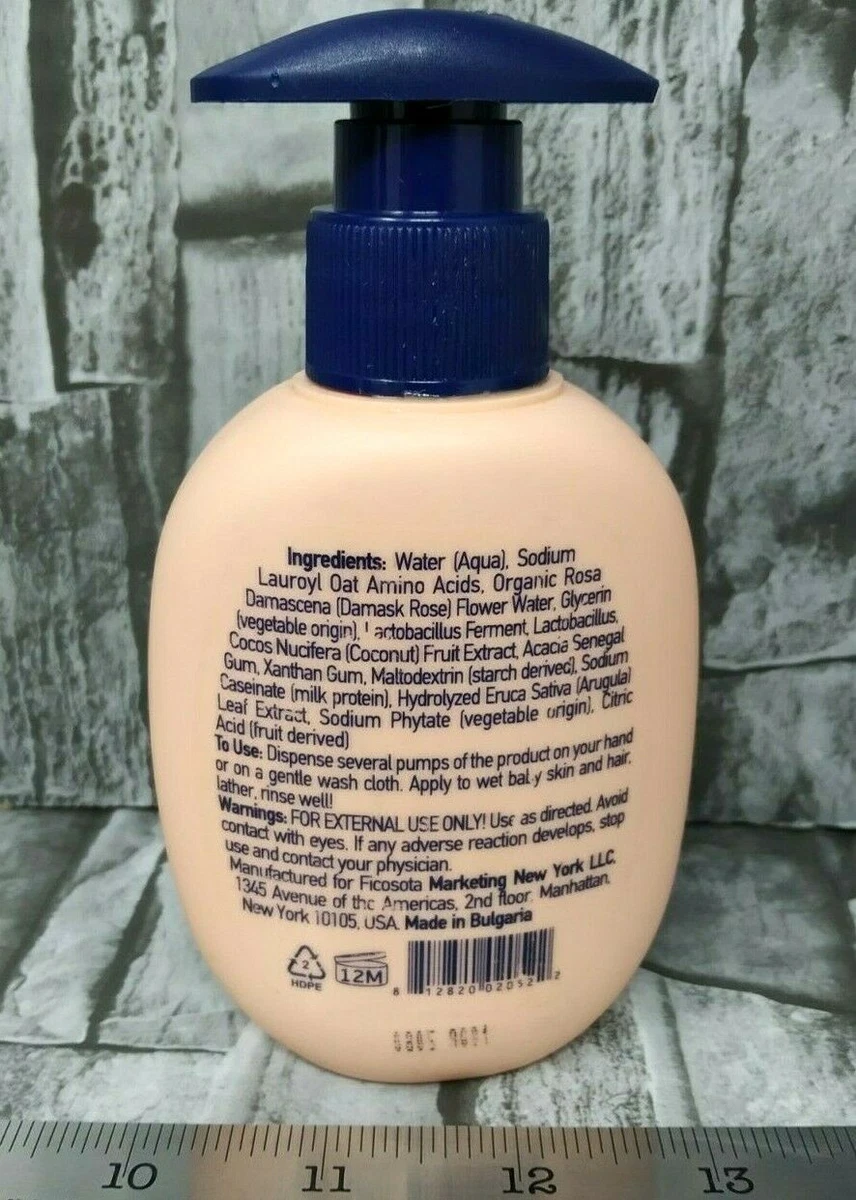 Ingredients: Water (Aqua), Sodium
Lauroyl Oat Amino Acids, Organic Rosa
Damascena (Damask Rose) Flower Water, Glycerin
(vegetable origin), Lactobacillus Ferment, Lactobacillus,
Cocos Nucifera (Coconut) Fruit Extract, Acacia Senegal
Gum, Xanthan Gum, Maltodextrin (starch derived), Sodium
Caseinate (milk protein), Hydrolyzed Eruca Sativa (Arugula)
Leaf Extract, Sodium Phytate (vegetable origin), Citric
Acid (fruit derived)
To Use: Dispense several pumps of the product on your hand
or on a gentle wash cloth. Apply to wet baby skin and hair,
lather, rinse well!
Warnings: FOR EXTERNAL USE ONLY! Use as directed. Avoid
contact with eyes. If any adverse reaction develops, stop
use and contact your physician.
Manufactured for Ficosota Marketing New York LLC,
1345 Avenue of the Americas, 2nd floor, Manhattan,
New York 10105, USA. Made in Bulgaria
2
HDPE
12M
8 12820 02052 2
10 11 12 13